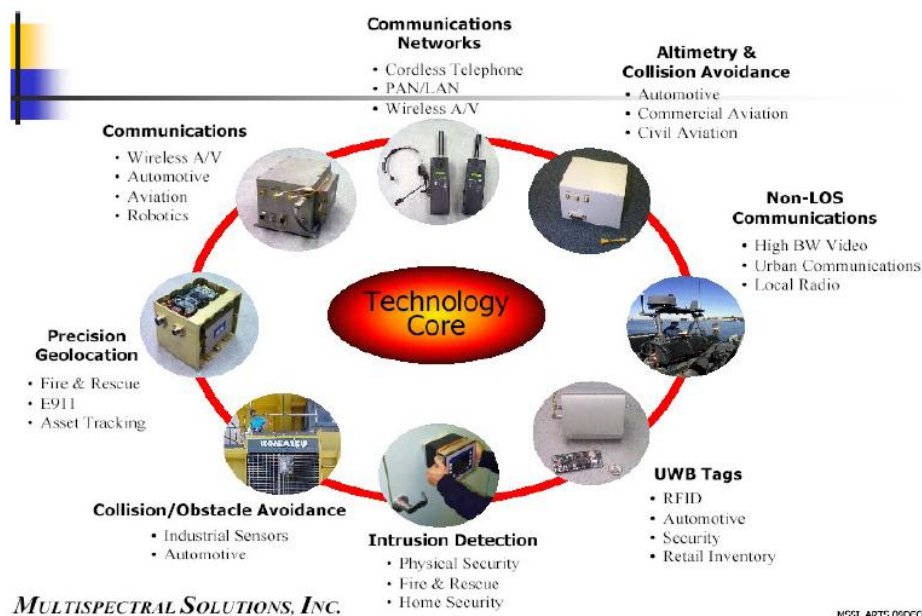 Communications
Networks
• Cordless Telephone
• PAN/LAN
• Wireless A/V
Altimetry &
Collision Avoidance
• Automotive
• Commercial Aviation
• Civil Aviation
Communications
• Wireless A/V
• Automotive
• Aviation
• Robotics
Non-LOS
Communications
• High BW Video
• Urban Communications
• Local Radio
Technology
Core
Precision
Geolocation
• Fire & Rescue
• E911
• Asset Tracking
KOMATSU
UWB Tags
• RFID
• Automotive
• Security
• Retail Inventory
Collision/Obstacle Avoidance
• Industrial Sensors
• Automotive
Intrusion Detection
• Physical Security
• Fire & Rescue
• Home Security
MULTISPECTRAL SOLUTIONS, INC.